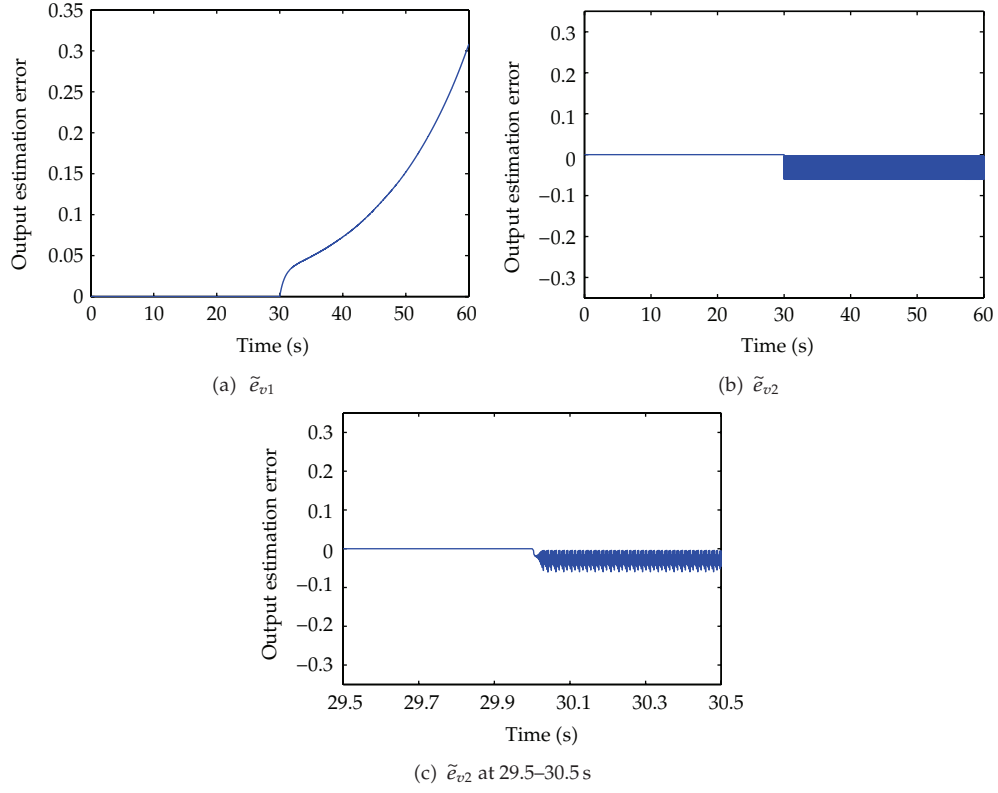 0.35
0.3
0.25
0.2
0.15
0.1
0.05
0
Output estimation error
0 10 20 30 40 50 60
Time (s)
(a) ẽv1
0.3
0.2
0.1
0
−0.1
−0.2
−0.3
Output estimation error
0 10 20 30 40 50 60
Time (s)
(b) ẽv2
0.3
0.2
0.1
0
−0.1
−0.2
−0.3
Output estimation error
29.5 29.7 29.9 30.1 30.3 30.5
Time (s)
(c) ẽv2 at 29.5–30.5 s